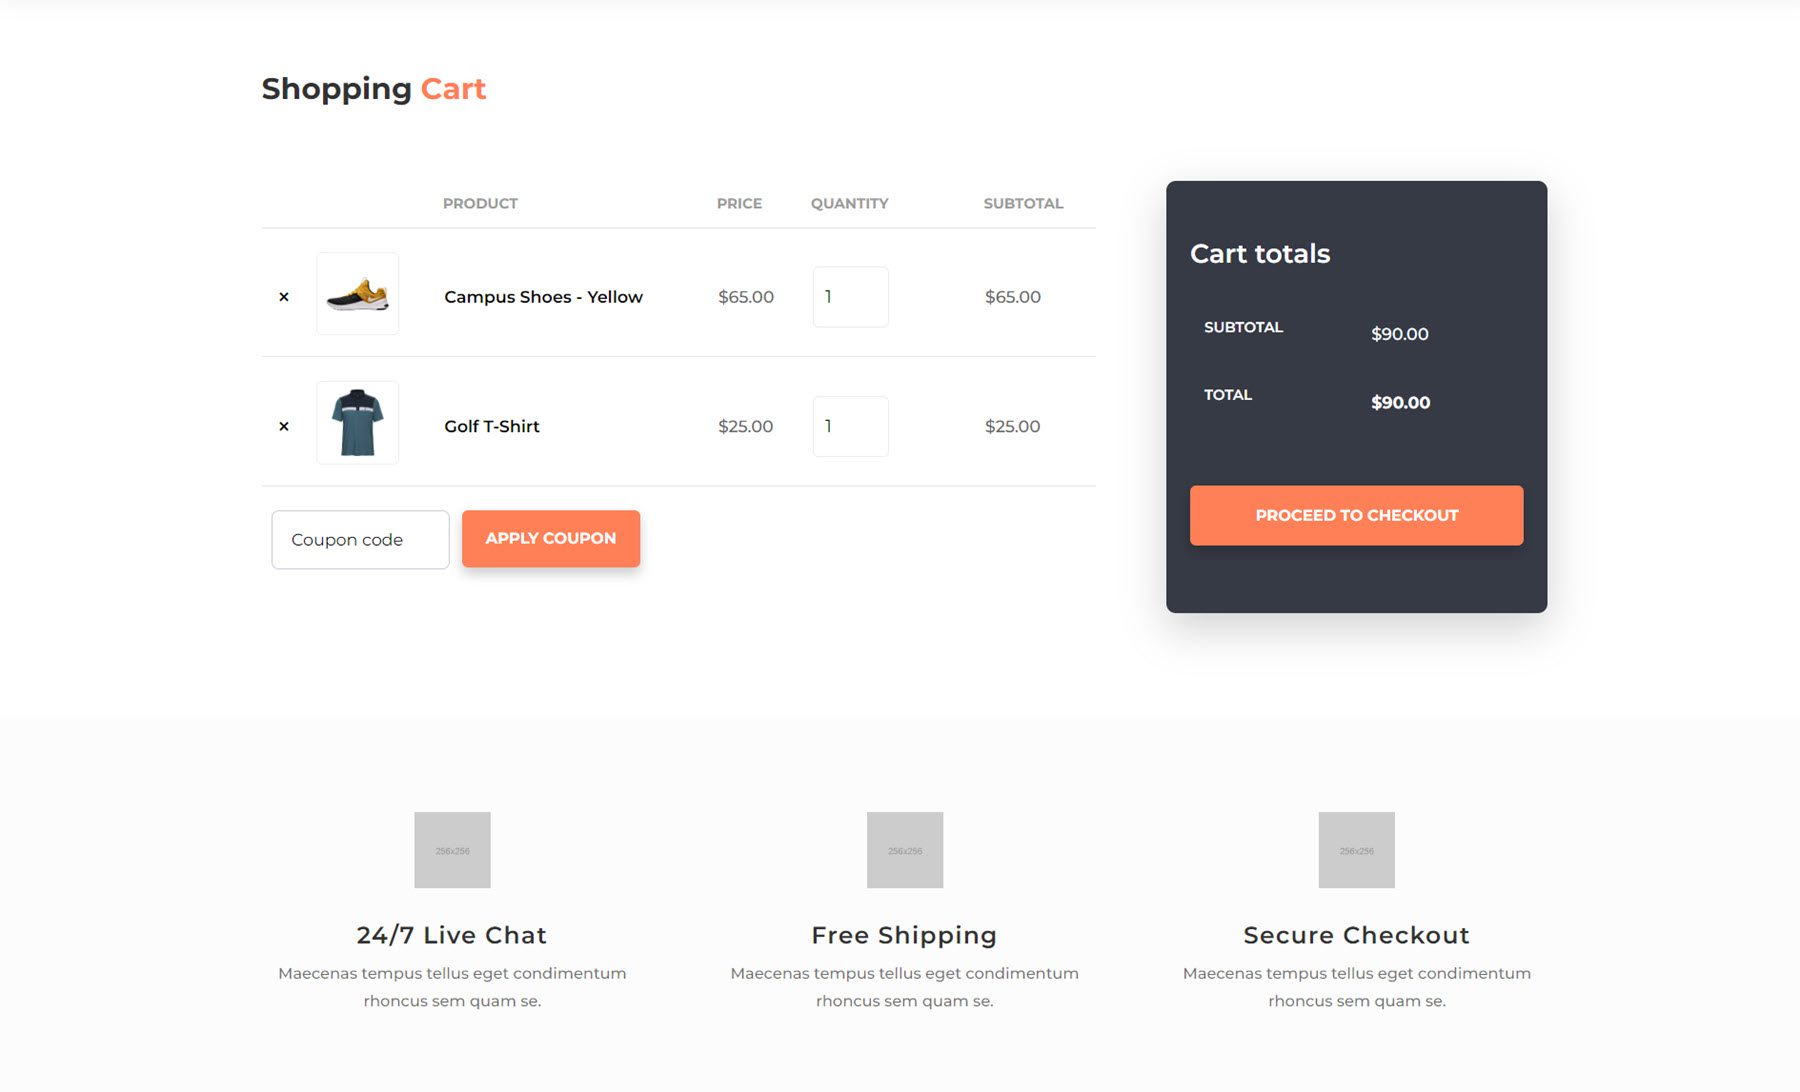 Shopping Cart
PRODUCT PRICE QUANTITY SUBTOTAL
× Campus Shoes - Yellow $65.00 1 $65.00
× Golf T-Shirt $25.00 1 $25.00
Coupon code APPLY COUPON
Cart totals
SUBTOTAL $90.00
TOTAL $90.00
PROCEED TO CHECKOUT
256x256
24/7 Live Chat
Maecenas tempus tellus eget condimentum
rhoncus sem quam se.
256x256
Free Shipping
Maecenas tempus tellus eget condimentum
rhoncus sem quam se.
256x256
Secure Checkout
Maecenas tempus tellus eget condimentum
rhoncus sem quam se.